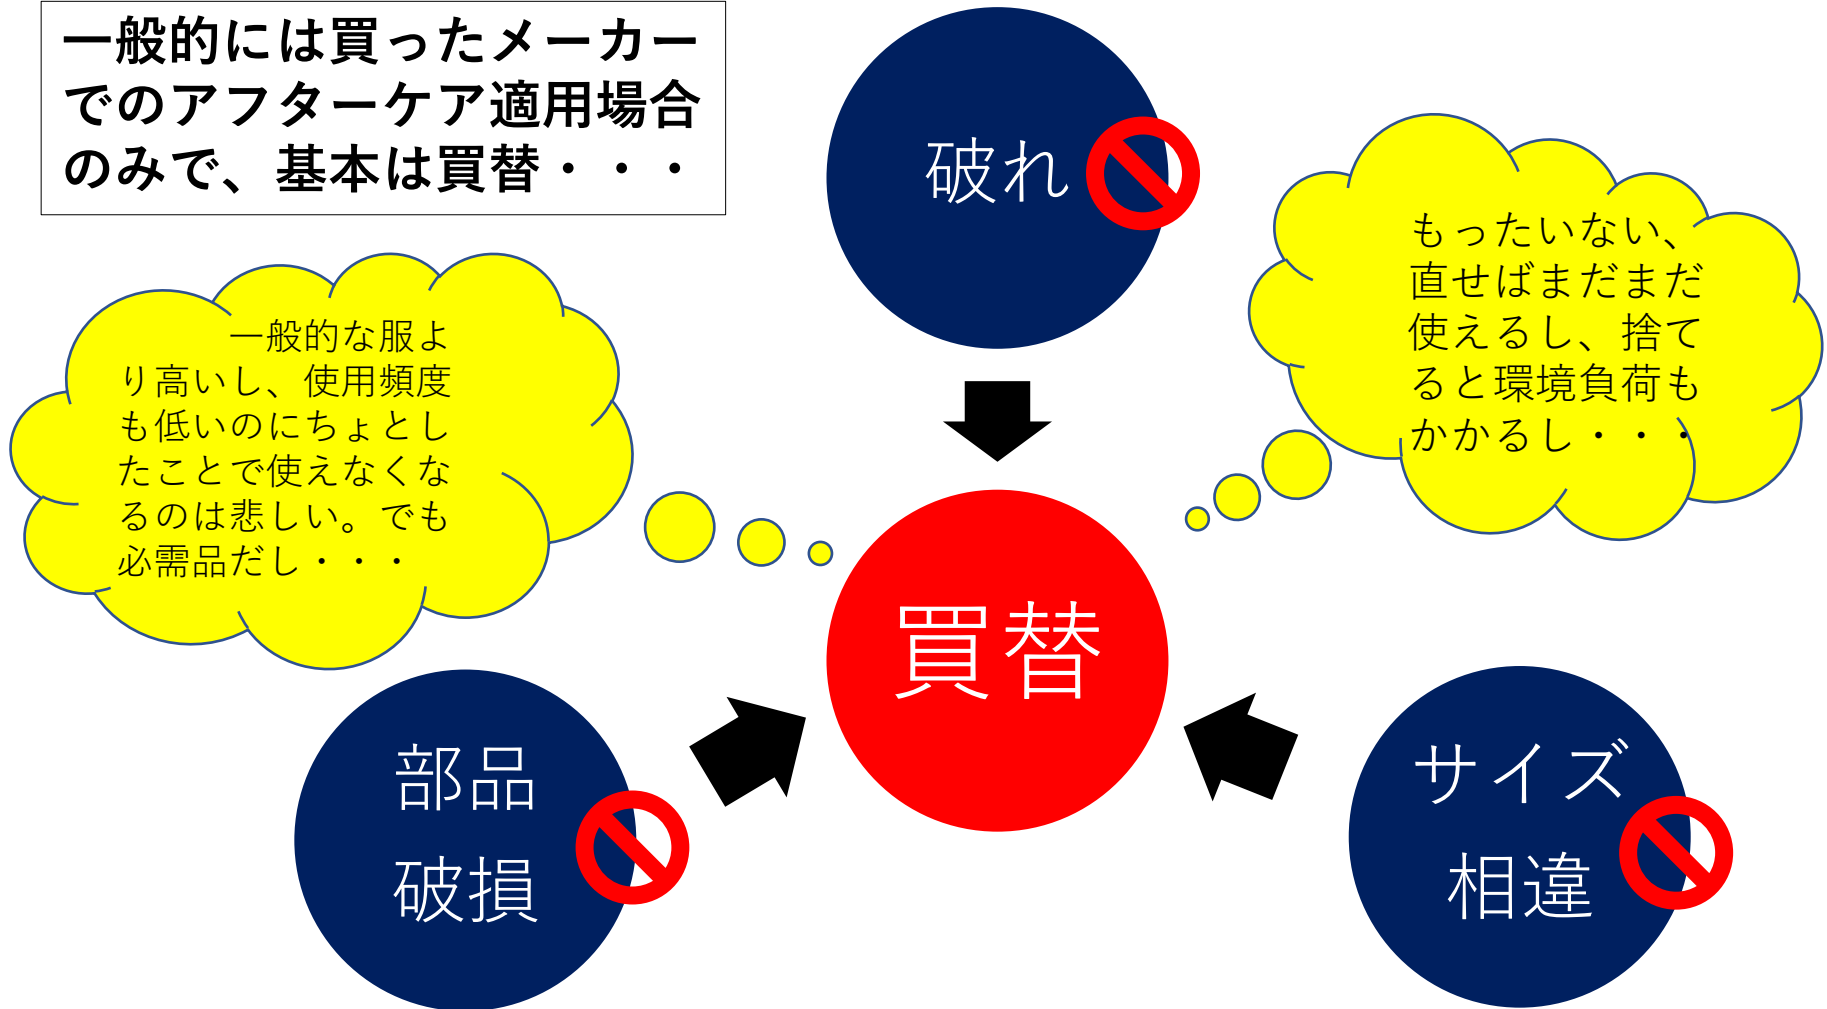 一般的には買ったメーカー
でのアフターケア適用場合
のみで、基本は買替・・・
破れ
もったいない、
直せばまだまだ
使えるし、捨て
ると環境負荷も
かかるし・・・
一般的な服よ
り高いし、使用頻度
も低いのにちょとし
たことで使えなくな
るのは悲しい。でも
必需品だし・・・
買替
部品
破損
サイズ
相違